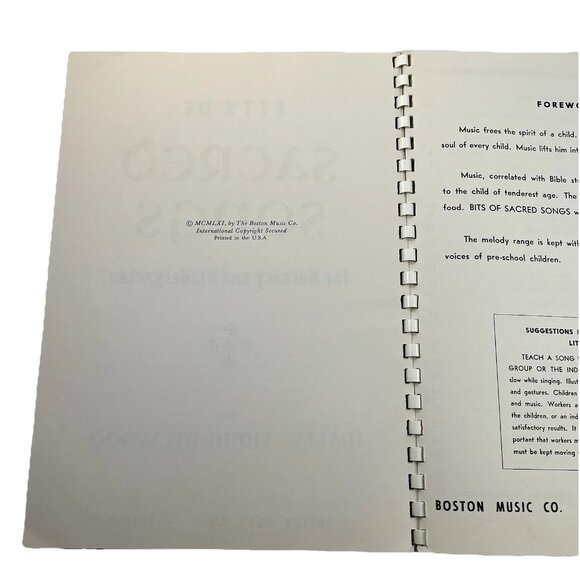 © MCMLXI, by The Boston Music Co.
International Copyright Secured
Printed in the U.S.A.
FOREWO
Music frees the spirit of a child.
soul of every child. Music lifts him int
Music, correlated with Bible st
to the child of tenderest age. The
food. BITS OF SACRED SONGS w
The melody range is kept with
voices of pre-school children.
SUGGESTIONS
LIT
TEACH A SONG
GROUP OR THE IND
slow while singing. Illus
and gestures. Children
and music. Workers a
the children, or an ind
satisfactory results. It
portant that workers m
must be kept moving
BOSTON MUSIC CO.